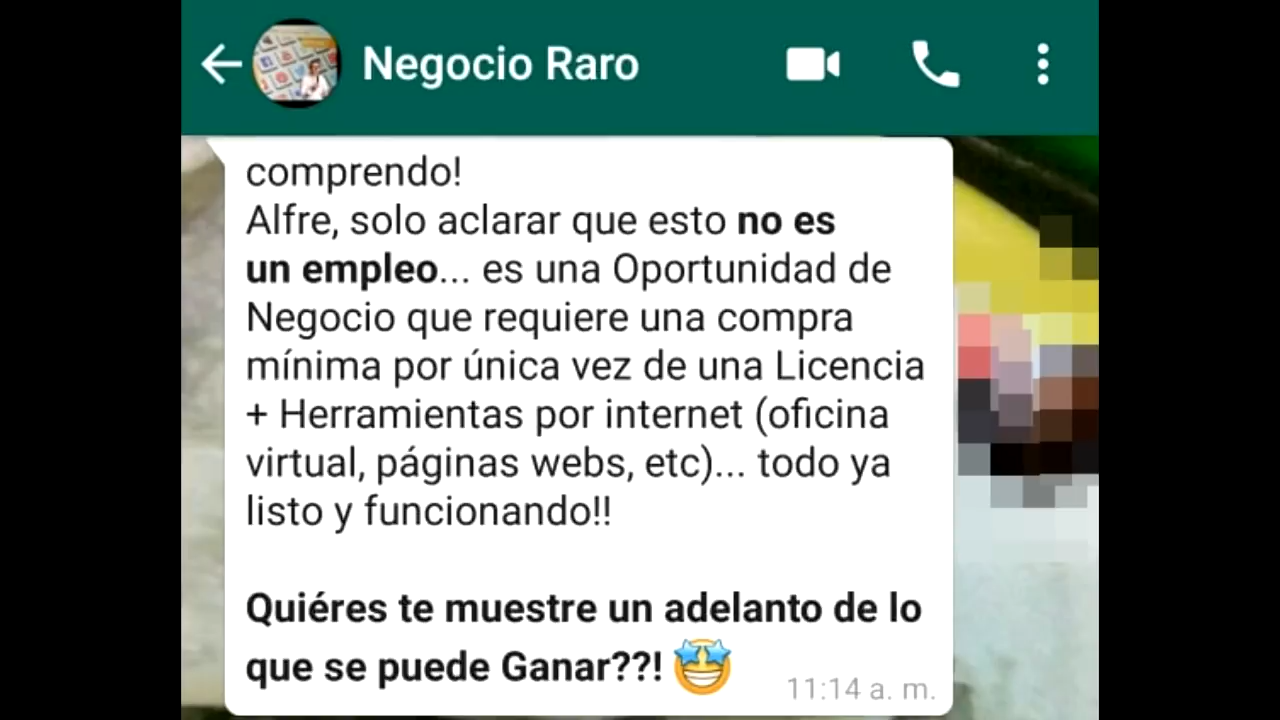 Negocio Raro
comprendo!
Alfre, solo aclarar que esto no es
un empleo... es una Oportunidad de
Negocio que requiere una compra
mínima por única vez de una Licencia
+ Herramientas por internet (oficina
virtual, páginas webs, etc)... todo ya
listo y funcionando!!
Quiéres te muestre un adelanto de lo
que se puede Ganar??! 🤩
11:14 a. m.